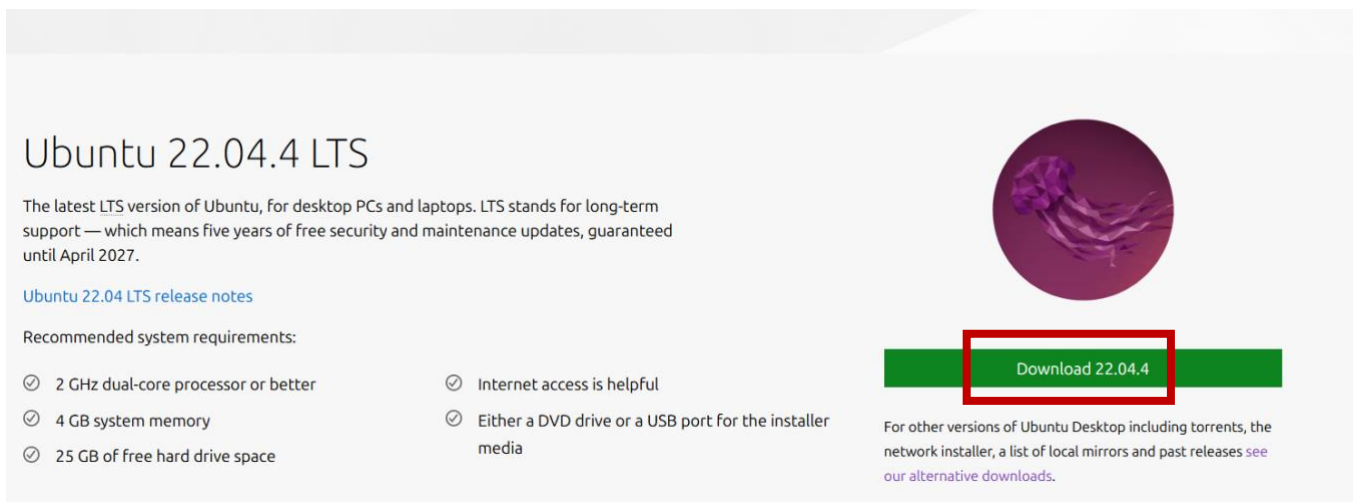 Ubuntu 22.04.4 LTS
The latest LTS version of Ubuntu, for desktop PCs and laptops. LTS stands for long-term
support — which means five years of free security and maintenance updates, guaranteed
until April 2027.
Ubuntu 22.04 LTS release notes
Recommended system requirements:
2 GHz dual-core processor or better
4 GB system memory
25 GB of free hard drive space
Internet access is helpful
Either a DVD drive or a USB port for the installer
media
Download 22.04.4
For other versions of Ubuntu Desktop including torrents, the
network installer, a list of local mirrors and past releases see
our alternative downloads.